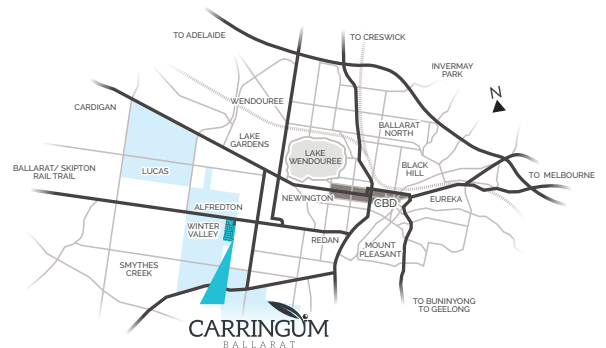 TO ADELAIDE
TO CRESWICK
INVERMAY
PARK
N
CARDIGAN
WENDOUREE
BALLARAT
NORTH
LAKE
GARDENS
LAKE
WENDOUREE
BLACK
HILL
BALLARAT/ SKIPTON
RAIL TRAIL
LUCAS
TO MELBOURNE
NEWINGTON
CBD
EUREKA
ALFREDTON
WINTER
VALLEY
REDAN
MOUNT
PLEASANT
SMYTHES
CREEK
TO BUNINYONG
TO GEELONG
CARRINGUM
BALLARAT